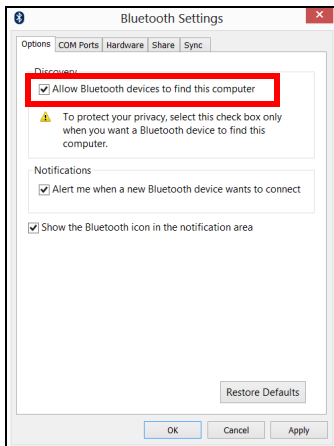 Bluetooth Settings
Options COM Ports Hardware Share Sync
Discovery
Allow Bluetooth devices to find this computer
To protect your privacy, select this check box only
when you want a Bluetooth device to find this
computer.
Notifications
Alert me when a new Bluetooth device wants to connect
Show the Bluetooth icon in the notification area
Restore Defaults
OK Cancel Apply